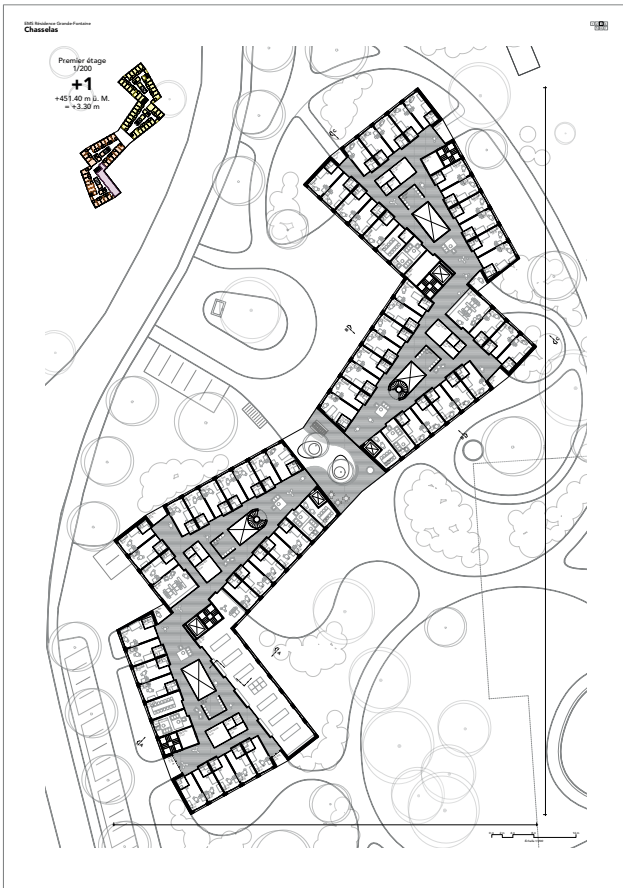 EMS Résidence Grande-Fontaine
Chasselas
Premier étage
1/200
+1
+451.40 m ü. M.
= +3.30 m